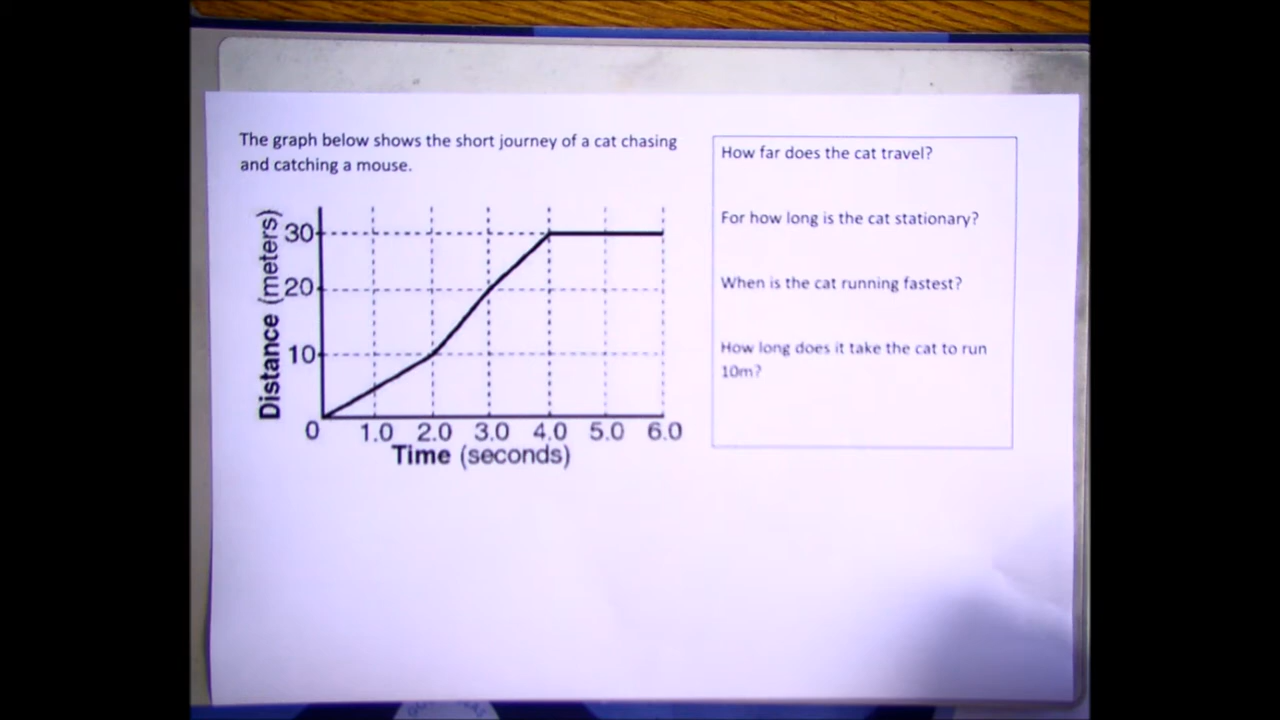 The graph below shows the short journey of a cat chasing
and catching a mouse.
Distance (meters)
30
20
10
0 1.0 2.0 3.0 4.0 5.0 6.0
Time (seconds)
How far does the cat travel?
For how long is the cat stationary?
When is the cat running fastest?
How long does it take the cat to run
10m?